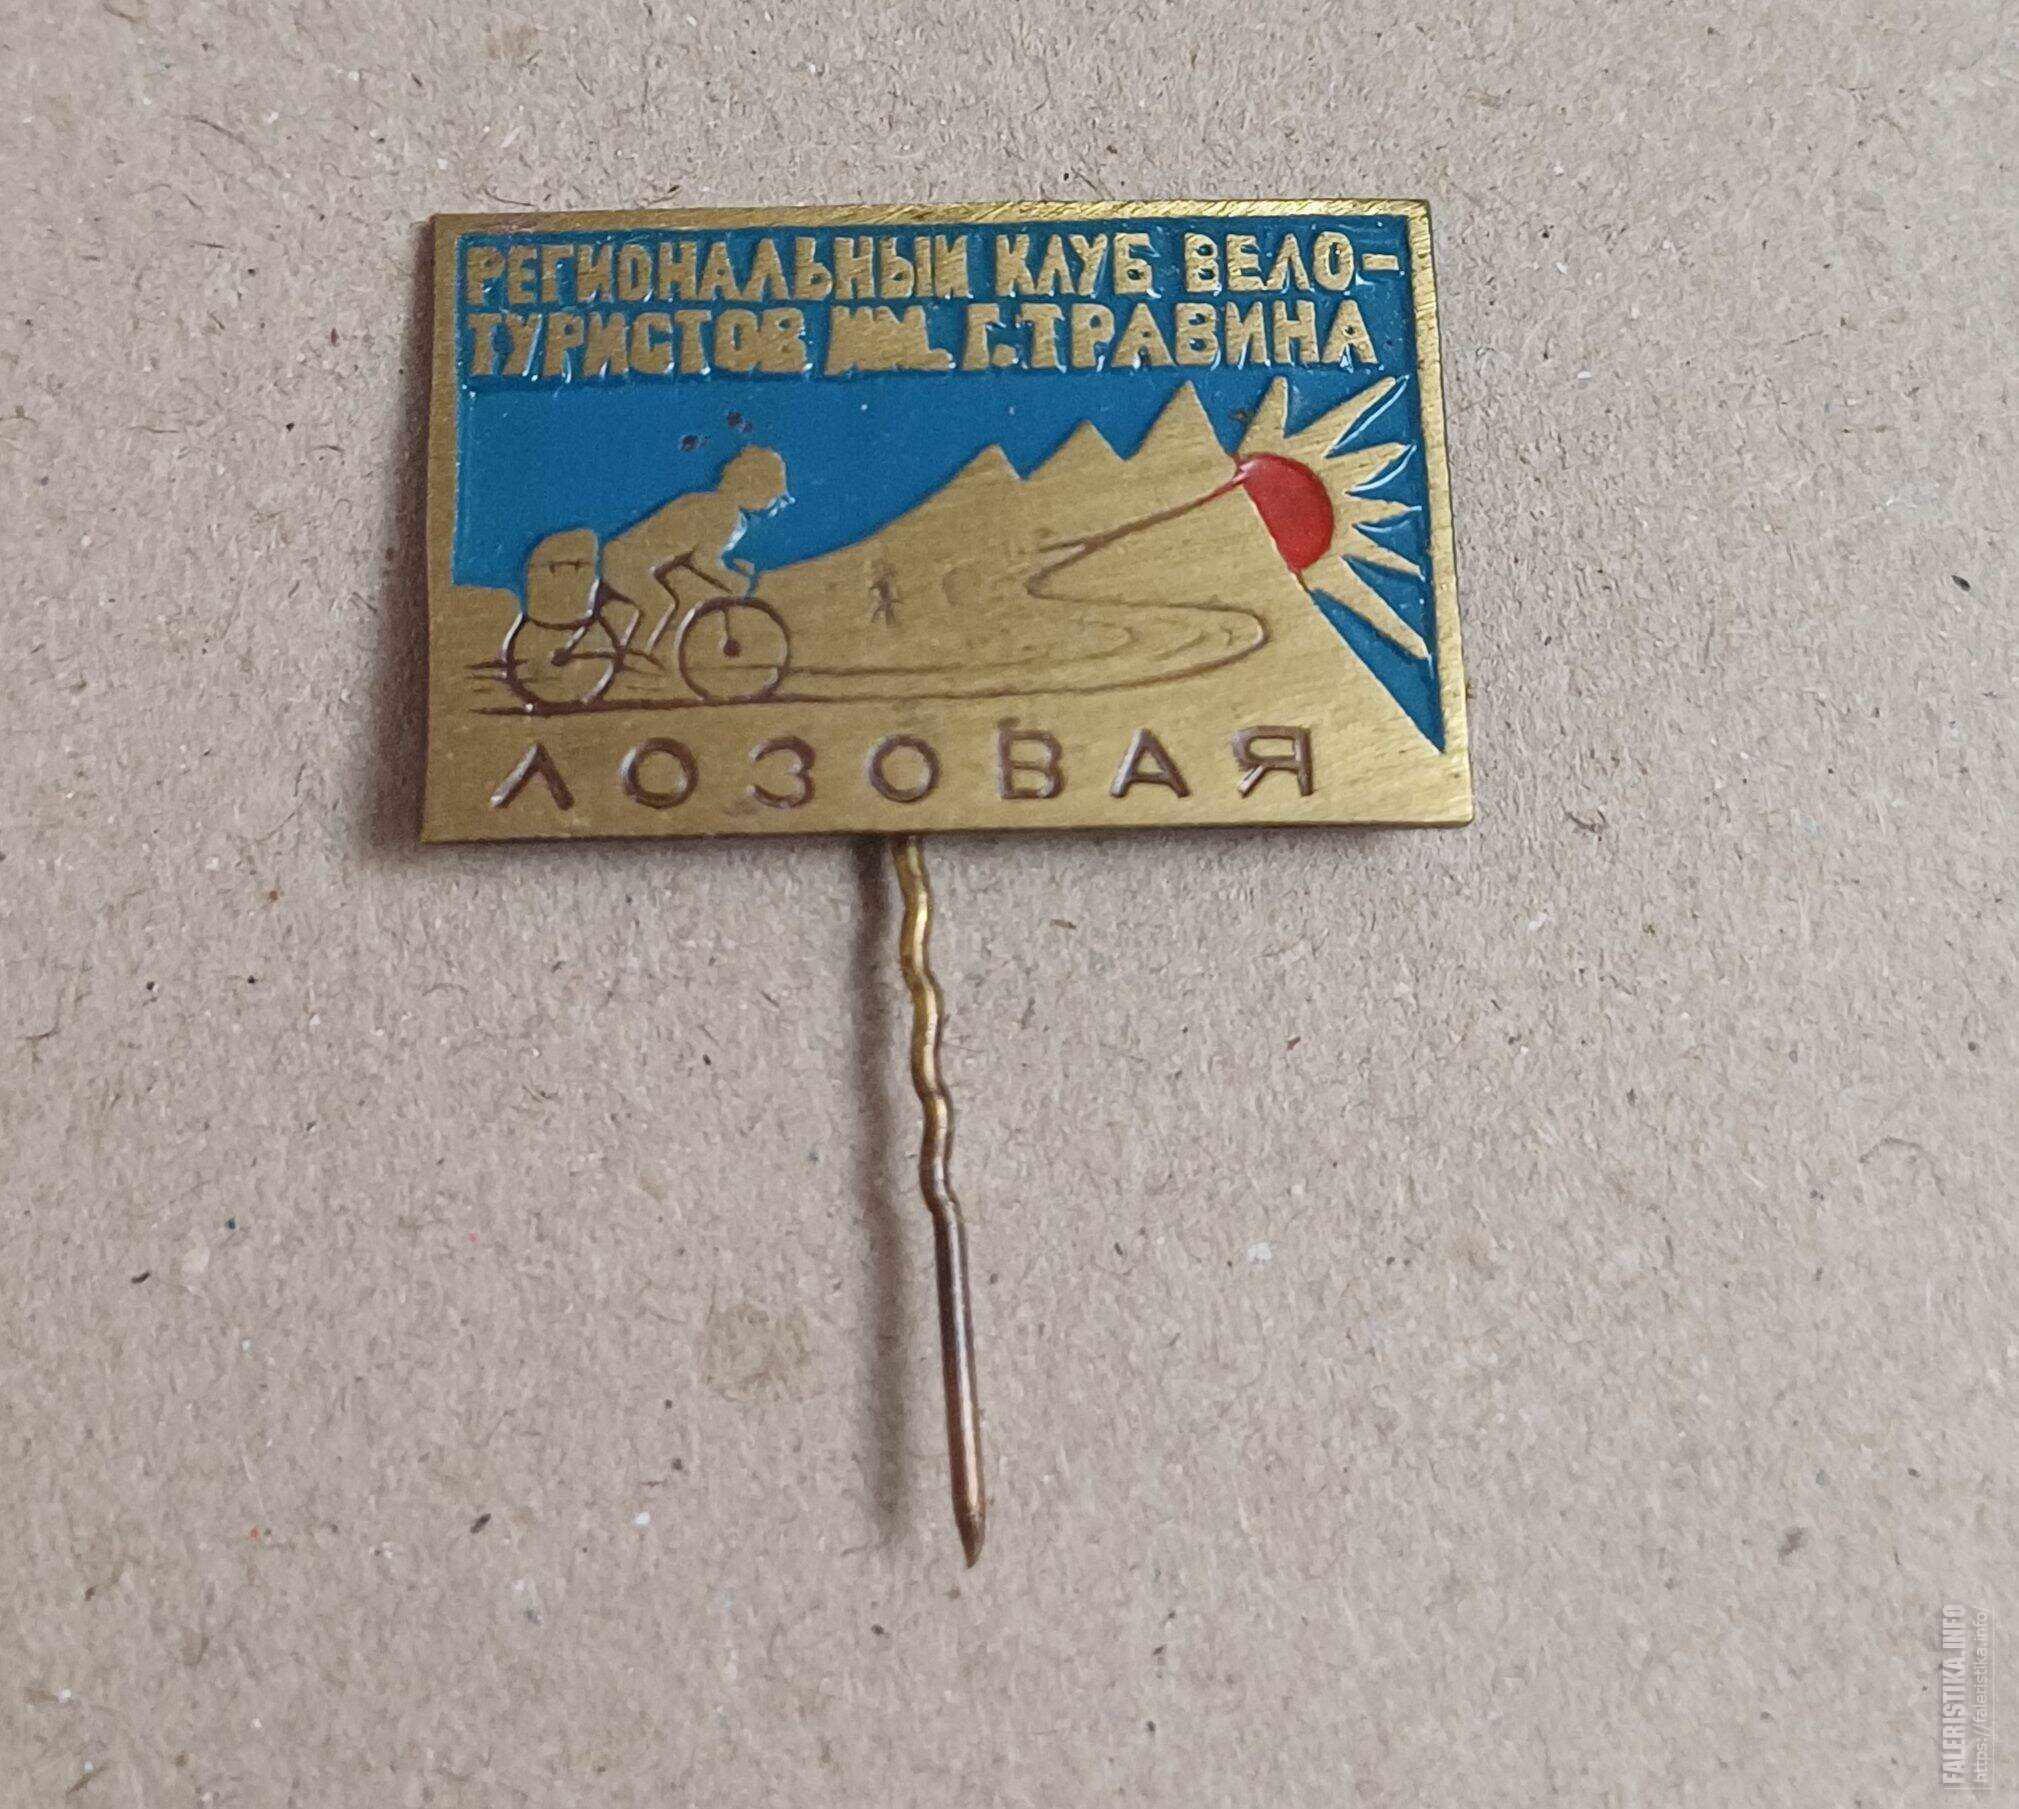 РЕГИОНАЛЬНЫЙ КЛУБ ВЕЛО-
ТУРИСТОВ ИМ. Г.ТРАВИНА
ЛОЗОВАЯ
FALERISTIKA.INFO
https://faleristika.info/